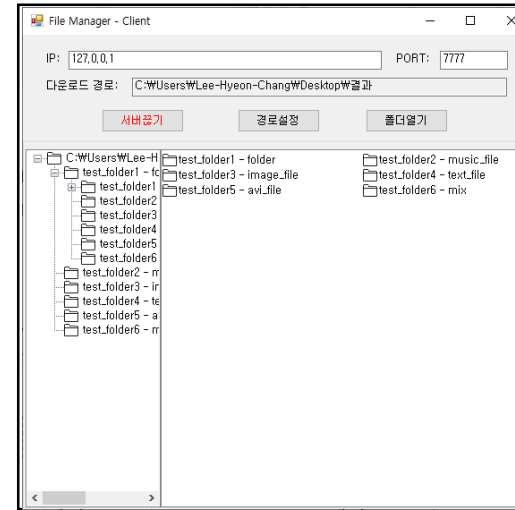 File Manager - Client
IP: 127.0.0.1 PORT: 7777
다운로드 경로: C:₩Users₩Lee-Hyeon-Chang₩Desktop₩결과
서버끊기 경로설정 폴더열기
C:₩Users₩Lee-H
test_folder1 - fo
test_folder1
test_folder2
test_folder3
test_folder4
test_folder5
test_folder6
test_folder2 - m
test_folder3 - im
test_folder4 - te
test_folder5 - a
test_folder6 - m
test_folder1 - folder test_folder2 - music_file
test_folder3 - image_file test_folder4 - text_file
test_folder5 - avi_file test_folder6 - mix